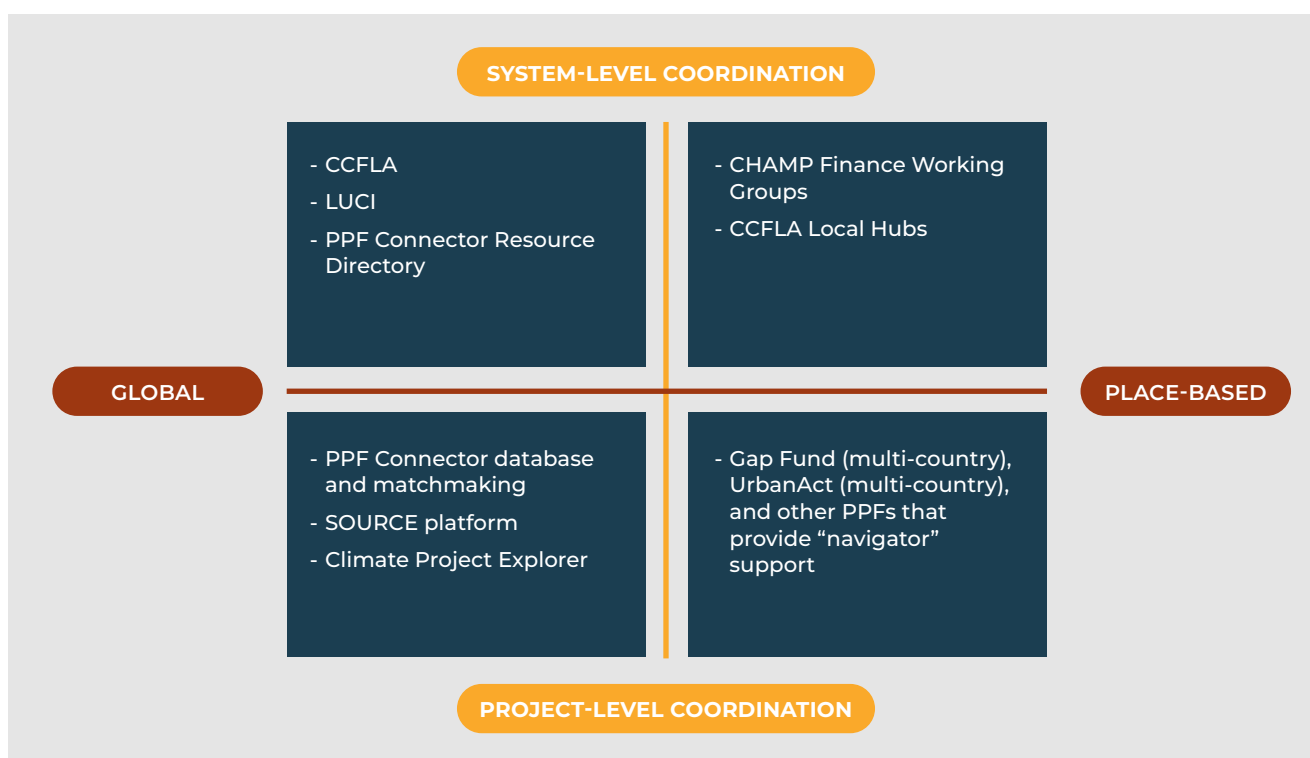 SYSTEM-LEVEL COORDINATION
- CCFLA
- LUCI
- PPF Connector Resource
Directory
- CHAMP Finance Working
Groups
- CCFLA Local Hubs
GLOBAL
PLACE-BASED
- PPF Connector database
and matchmaking
- SOURCE platform
- Climate Project Explorer
- Gap Fund (multi-country),
UrbanAct (multi-country),
and other PPFs that
provide “navigator”
support
PROJECT-LEVEL COORDINATION